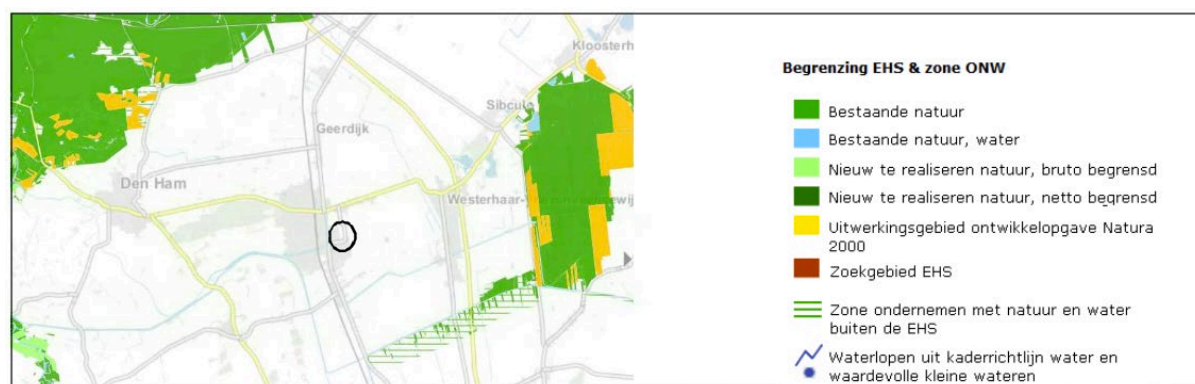 Kloosterh
Sibculo
Geerdijk
Den Ham
Begrenzing EHS & zone ONW
Bestaande natuur
Bestaande natuur, water
Nieuw te realiseren natuur, bruto begrensd
Nieuw te realiseren natuur, netto begrensd
Uitwerkingsgebied ontwikkelopgave Natura
2000
Zoekgebied EHS
Zone ondernemen met natuur en water
buiten de EHS
Waterlopen uit kaderrichtlijn water en
waardevolle kleine wateren